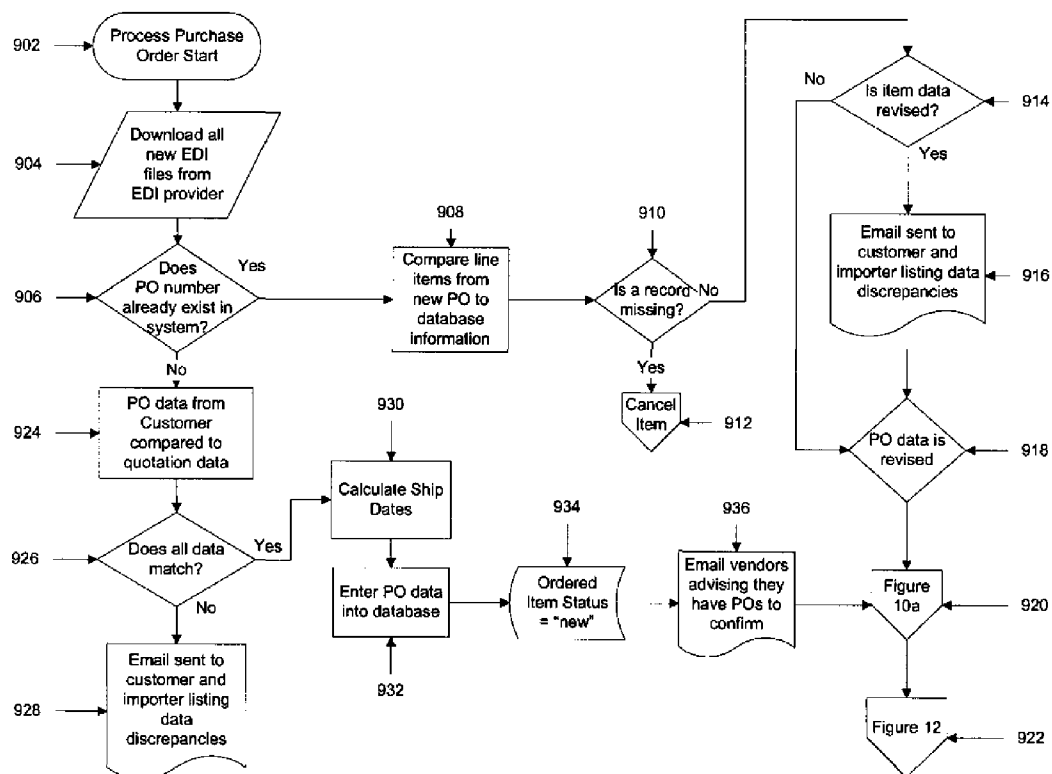 902
Process Purchase
Order Start
904
Download all
new EDI
files from
EDI provider
906
Does
PO number
already exist in
system?
Yes
No
908
Compare line
items from
new PO to
database
information
910
Is a record
missing?
No
Yes
Cancel
Item
912
No
Is item data
revised?
914
Yes
Email sent to
customer and
importer listing data
discrepancies
916
PO data is
revised
918
924
PO data from
Customer
compared to
quotation data
926
Does all data
match?
Yes
No
928
Email sent to
customer and
importer listing
data
discrepancies
930
Calculate Ship
Dates
Enter PO data
into database
932
934
Ordered
Item Status
= "new"
936
Email vendors
advising they
have POs to
confirm
Figure
10a
920
Figure 12
922